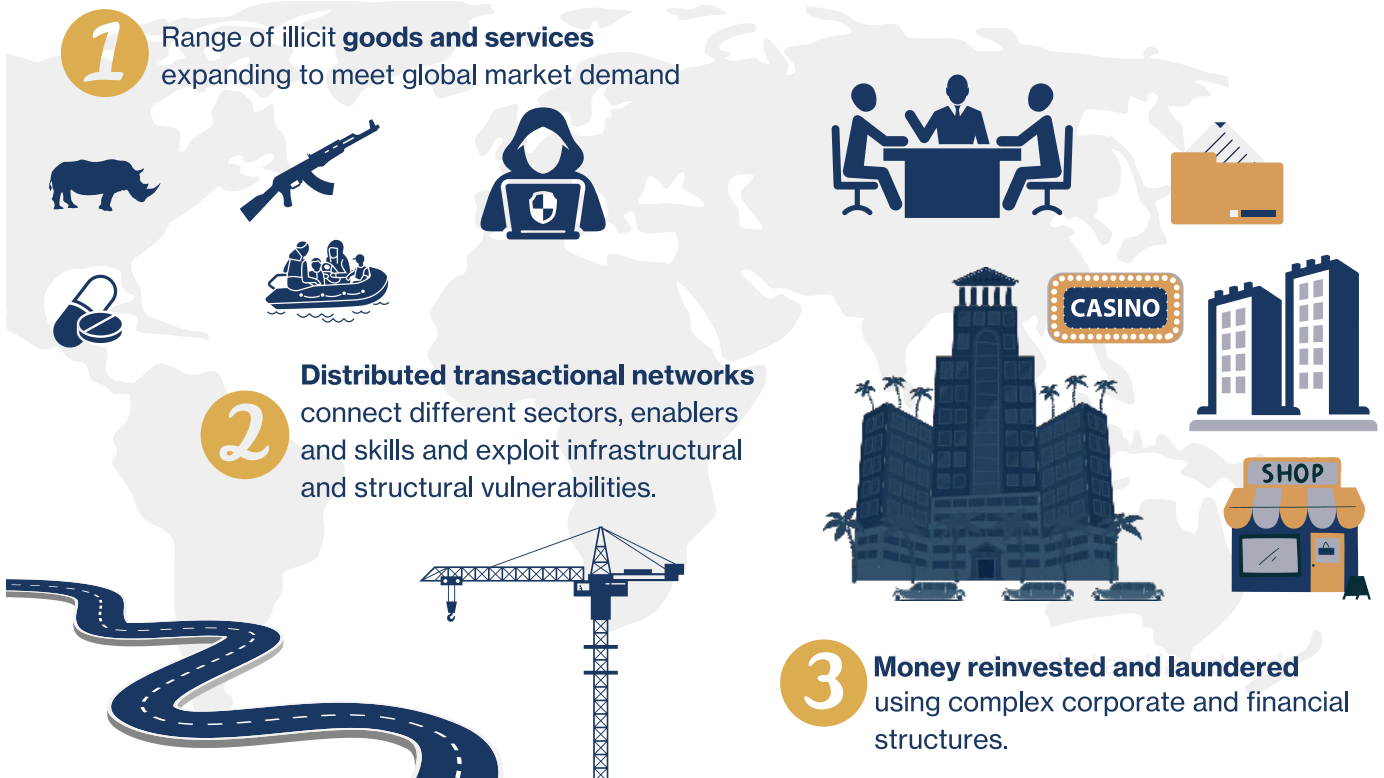 1
Range of illicit goods and services
expanding to meet global market demand
CASINO
2
Distributed transactional networks
connect different sectors, enablers
and skills and exploit infrastructural
and structural vulnerabilities.
SHOP
3
Money reinvested and laundered
using complex corporate and financial
structures.